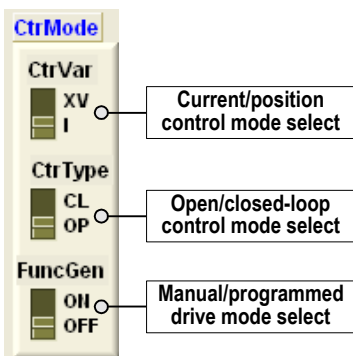 CtrMode
CtrVar
XV
I
Current/position
control mode select
CtrType
CL
OP
Open/closed-loop
control mode select
FuncGen
ON
OFF
Manual/programmed
drive mode select